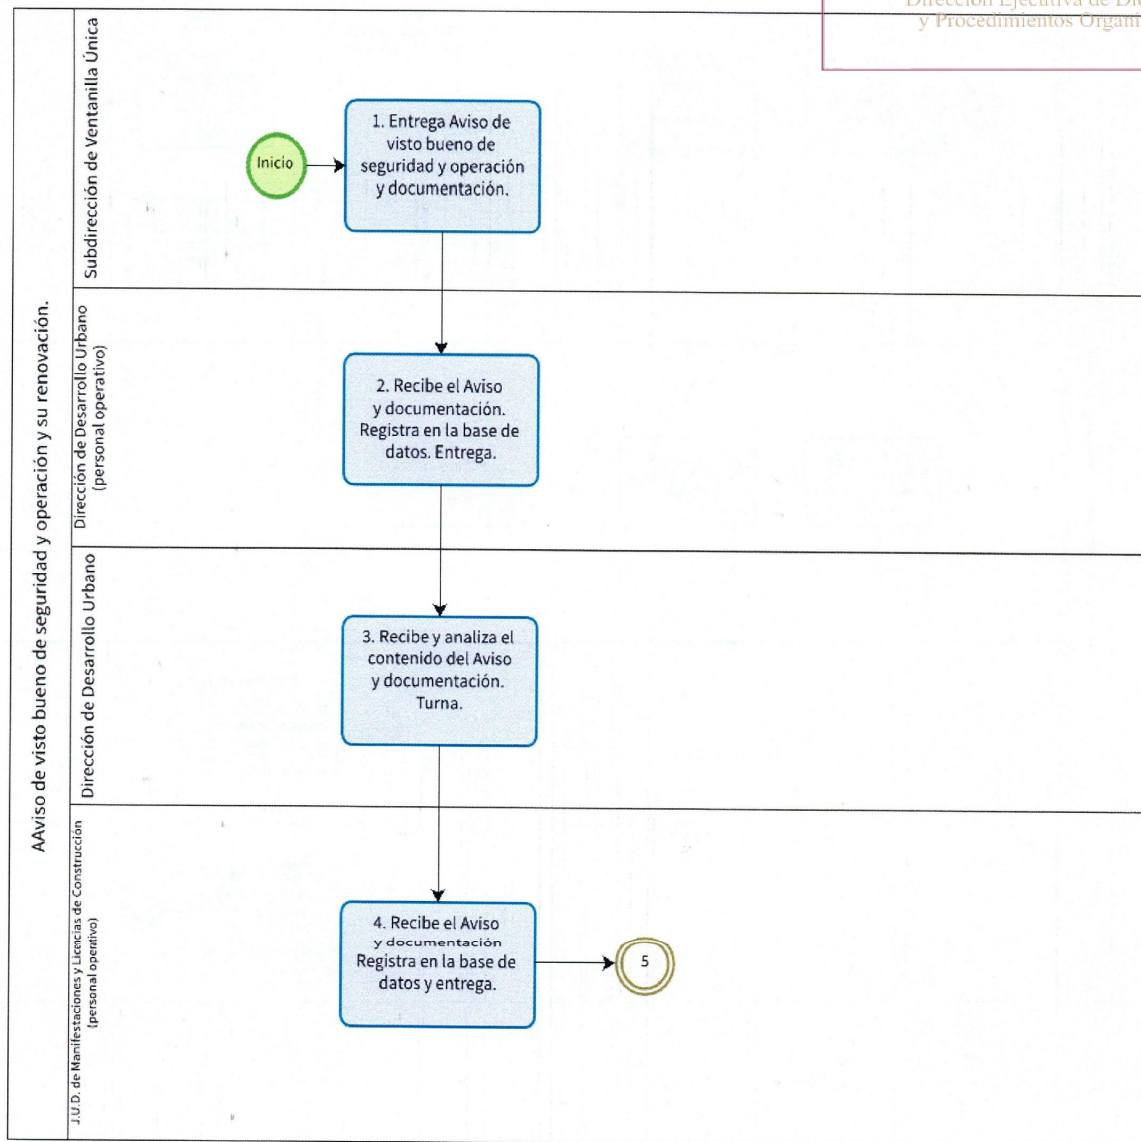 Dirección Ejecutiva de
y Procedimientos
AAviso de visto bueno de seguridad y operación y su renovación.
Subdirección de Ventanilla Única
Inicio
1. Entrega Aviso de
visto bueno de
seguridad y operación
y documentación.
Dirección de Desarrollo Urbano
(personal operativo)
2. Recibe el Aviso
y documentación.
Registra en la base de
datos. Entrega.
Dirección de Desarrollo Urbano
3. Recibe y analiza el
contenido del Aviso
y documentación.
Turna.
J.U.D. de Manifestaciones y Licencias de Construcción
(personal operativo)
4. Recibe el Aviso
y documentación
Registra en la base de
datos y entrega.
5